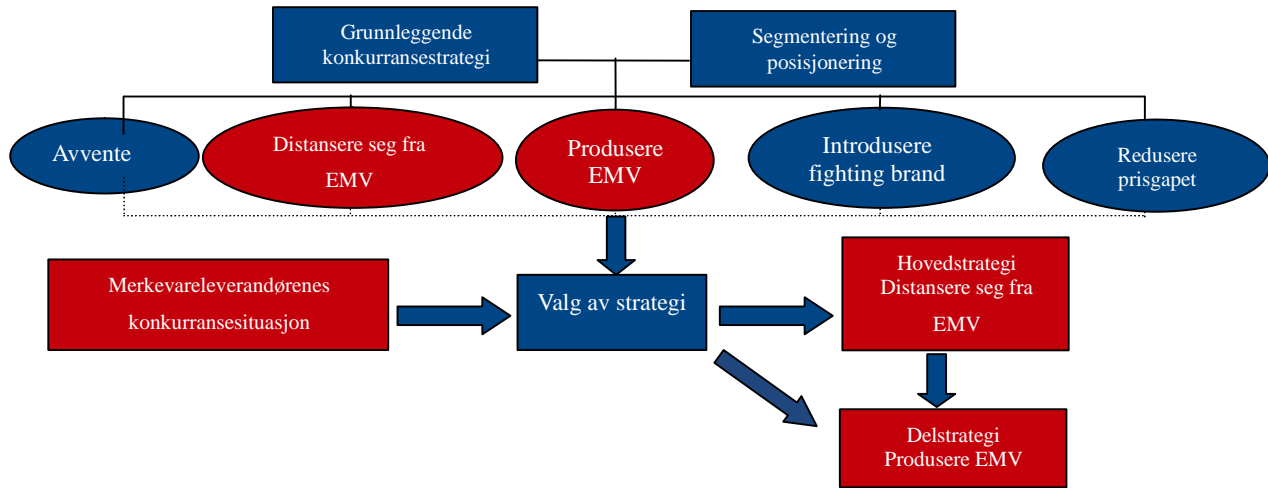 Grunnleggende
konkurransestrategi
Segmentering og
posisjonering
Avvente
Distansere seg fra
EMV
Produsere
EMV
Introdusere
fighting brand
Redusere
prisgapet
Merkevareleverandørenes
konkurransesituasjon
Valg av strategi
Hovedstrategi
Distansere seg fra
EMV
Delstrategi
Produsere EMV